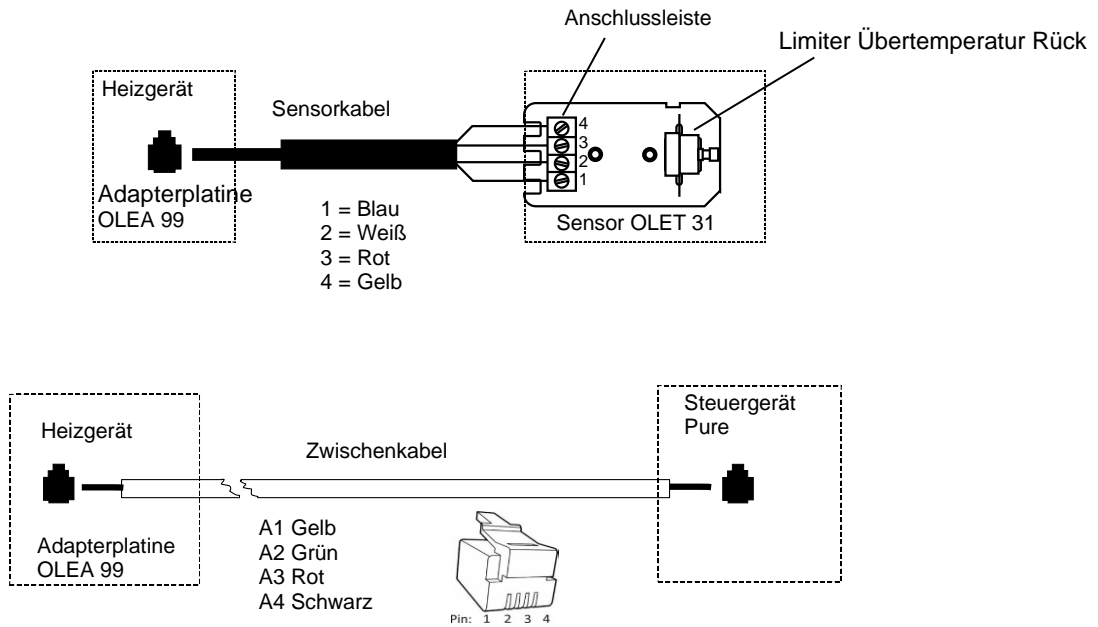 Anschlussleiste
Limiter Übertemperatur Rück
Heizgerät
Sensorkabel
4
3
2
1
Adapterplatine
OLEA 99
1 = Blau
2 = Weiß
3 = Rot
4 = Gelb
Sensor OLET 31
Steuergerät
Pure
Heizgerät
Zwischenkabel
Adapterplatine
OLEA 99
A1 Gelb
A2 Grün
A3 Rot
A4 Schwarz
Pin: 1 2 3 4